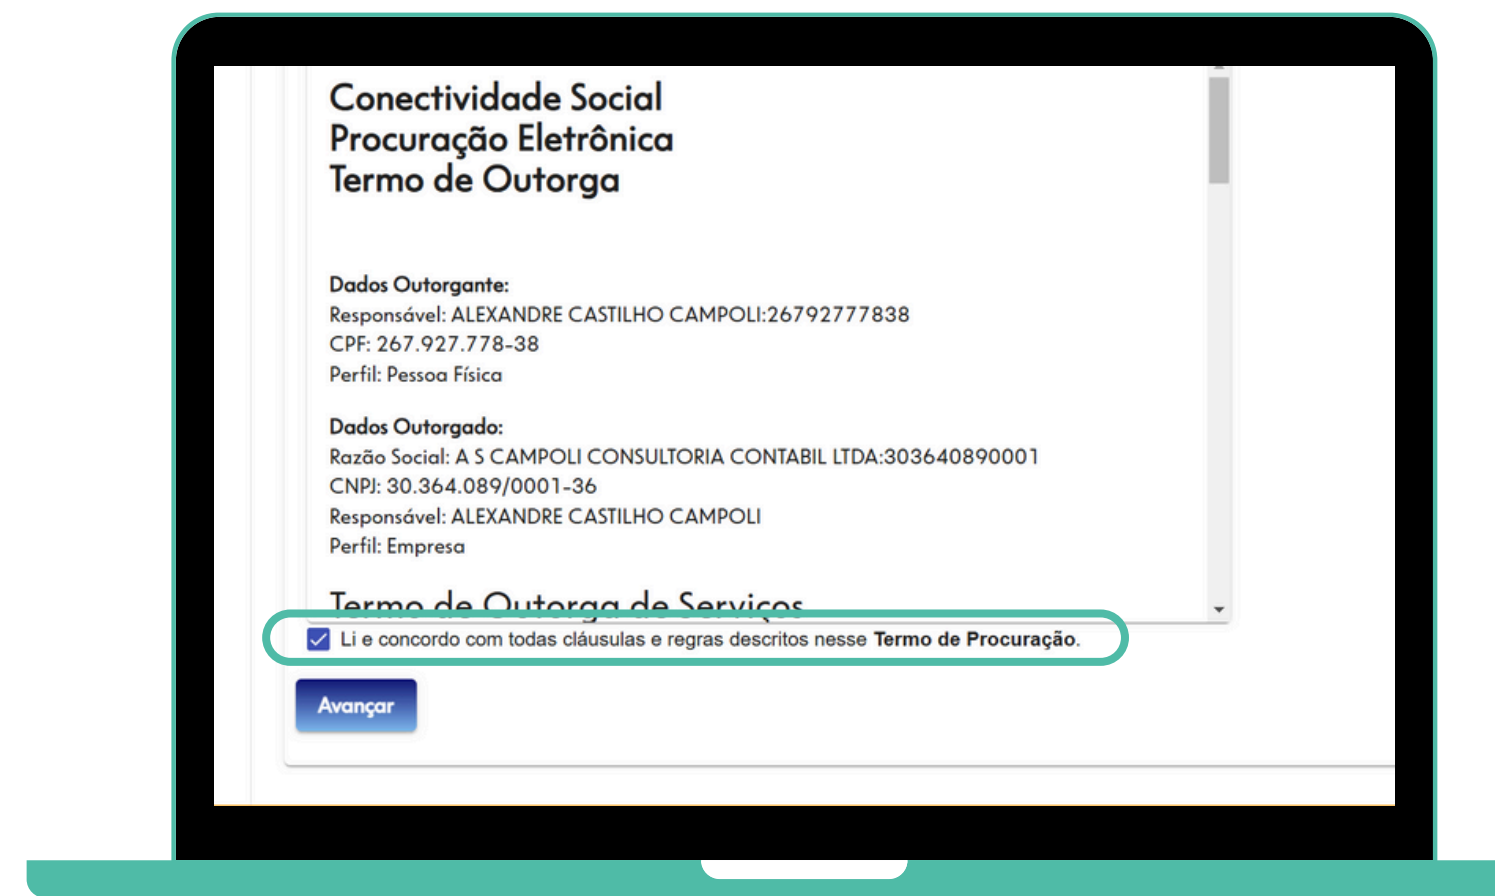 Conectividade Social
Procuração Eletrônica
Termo de Outorga
Dados Outorgante:
Responsável: ALEXANDRE CASTILHO CAMPOLI:26792777838
CPF: 267.927.778-38
Perfil: Pessoa Física
Dados Outorgado:
Razão Social: A S CAMPOLI CONSULTORIA CONTABIL LTDA:303640890001
CNPJ: 30.364.089/0001-36
Responsável: ALEXANDRE CASTILHO CAMPOLI
Perfil: Empresa
Termo de Outorga de Serviços
Li e concordo com todas cláusulas e regras descritos nesse Termo de Procuração.
Avançar